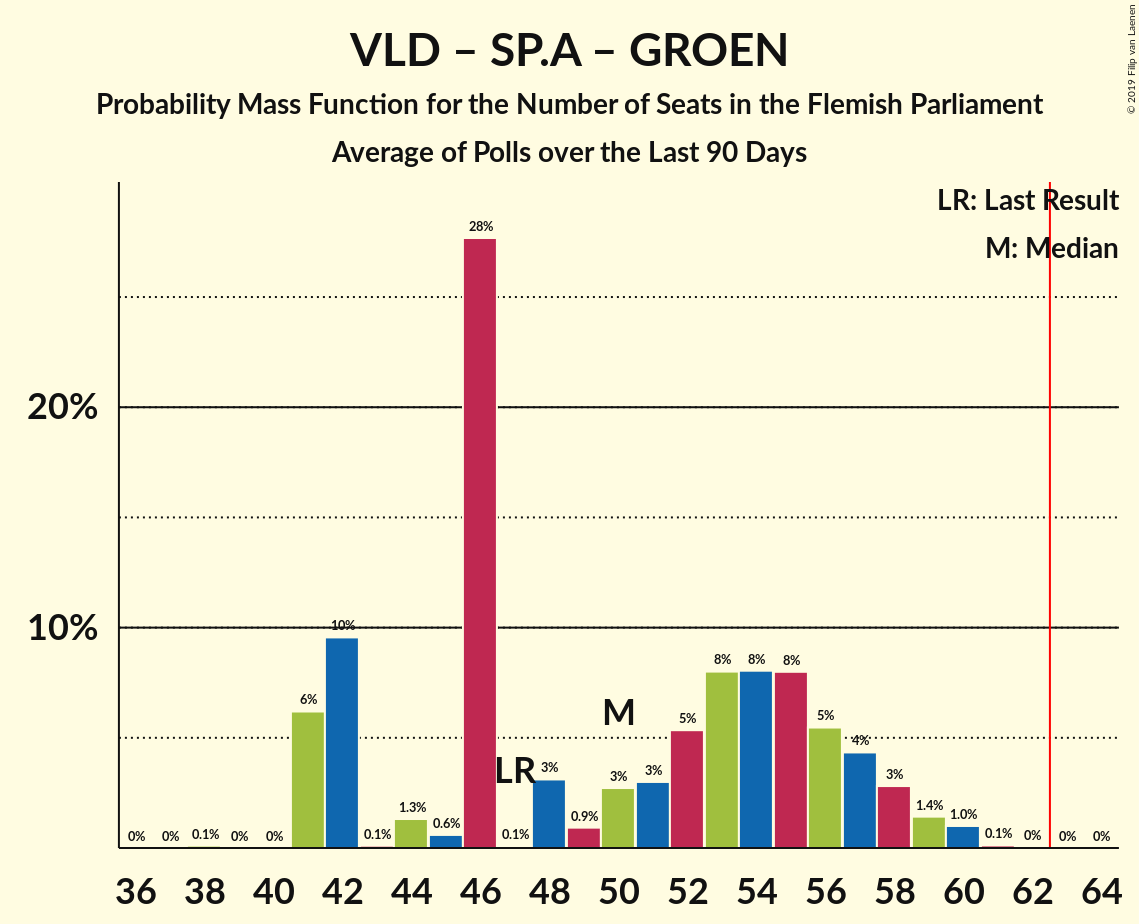 VLD – SP.A – GROEN
Probability Mass Function for the Number of Seats in the Flemish Parliament
Average of Polls over the Last 90 Days
© 2019 Filip van Laenen
LR: Last Result
M: Median
28%
20%
10%
10%
8% 8% 8%
6%
M
5% 5%
4%
LR 3% 3% 3% 3%
1.3% 1.4%
0.6% 0.9% 1.0%
0% 0% 0.1% 0% 0% 0.1% 0.1% 0.1% 0% 0% 0%
36 38 40 42 44 46 48 50 52 54 56 58 60 62 64